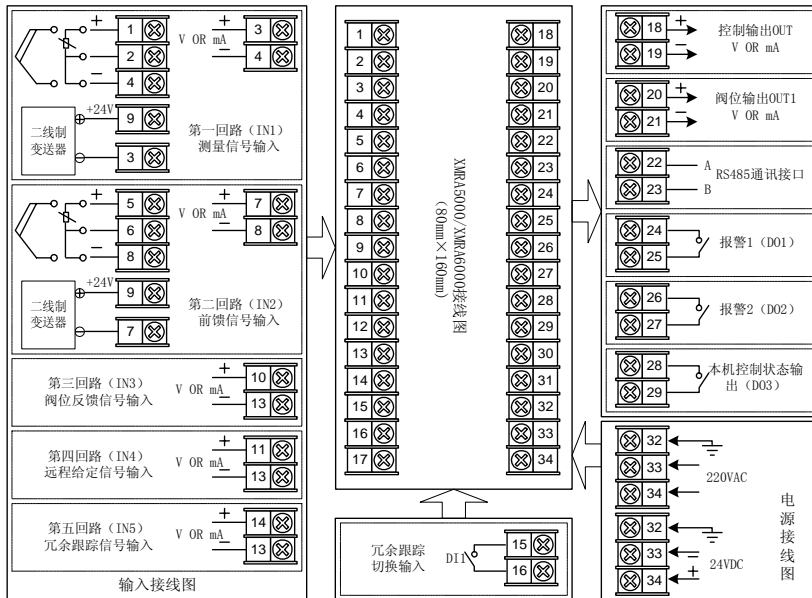 +
1
2
−
4
V OR mA
+
3
−
4
二线制
变送器
+24V
9
3
第一回路（IN1）
测量信号输入
+
5
6
−
8
V OR mA
+
7
−
8
二线制
变送器
+24V
9
7
第二回路（IN2）
前馈信号输入
第三回路（IN3）
阀位反馈信号输入
V OR mA
+
10
−
13
第四回路（IN4）
远程给定信号输入
V OR mA
+
11
−
13
第五回路（IN5）
冗余跟踪信号输入
V OR mA
+
14
−
13
输入接线图
1
2
3
4
5
6
7
8
9
10
11
12
13
14
15
16
17
XMRA5000/XMRA6000接线图
（80mm×160mm）
18
19
20
21
22
23
24
25
26
27
28
29
30
31
32
33
34
冗余跟踪
切换输入
DI1
15
16
18
+
19
−
控制输出OUT
V OR mA
20
+
21
−
阀位输出OUT1
V OR mA
22
A
23
B
RS485通讯接口
24
25
报警1（DO1）
26
27
报警2（DO2）
28
29
本机控制状态输
出（DO3）
32
33
34
220VAC
32
33
−
34
+
24VDC
电源接线图